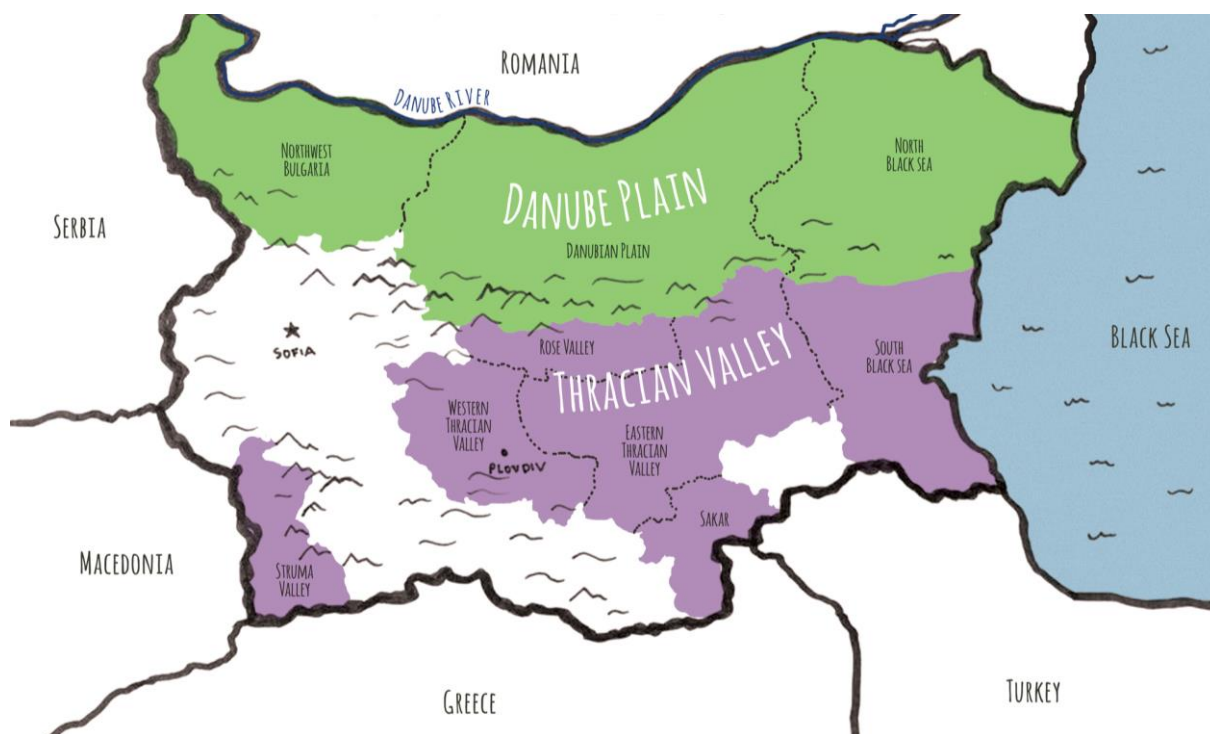 Romania
Danube River
Northwest
Bulgaria
North
Black sea
Danube Plain
Serbia
Danubian Plain
Sofia
Rose Valley
Thracian Valley
South
Black sea
Black Sea
Western
Thracian
Valley
Eastern
Thracian
Valley
Plovdiv
Sakar
Macedonia
Struma
Valley
Greece
Turkey